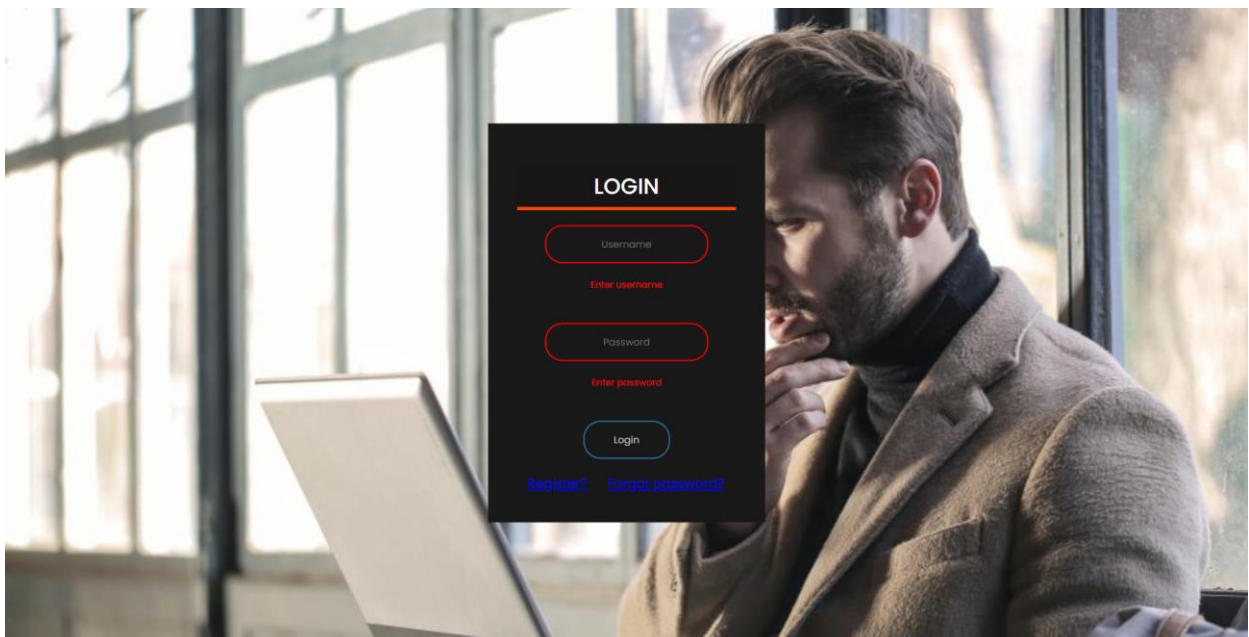 LOGIN
Username
Enter username
Password
Enter password
Login
Register? Forgot password?